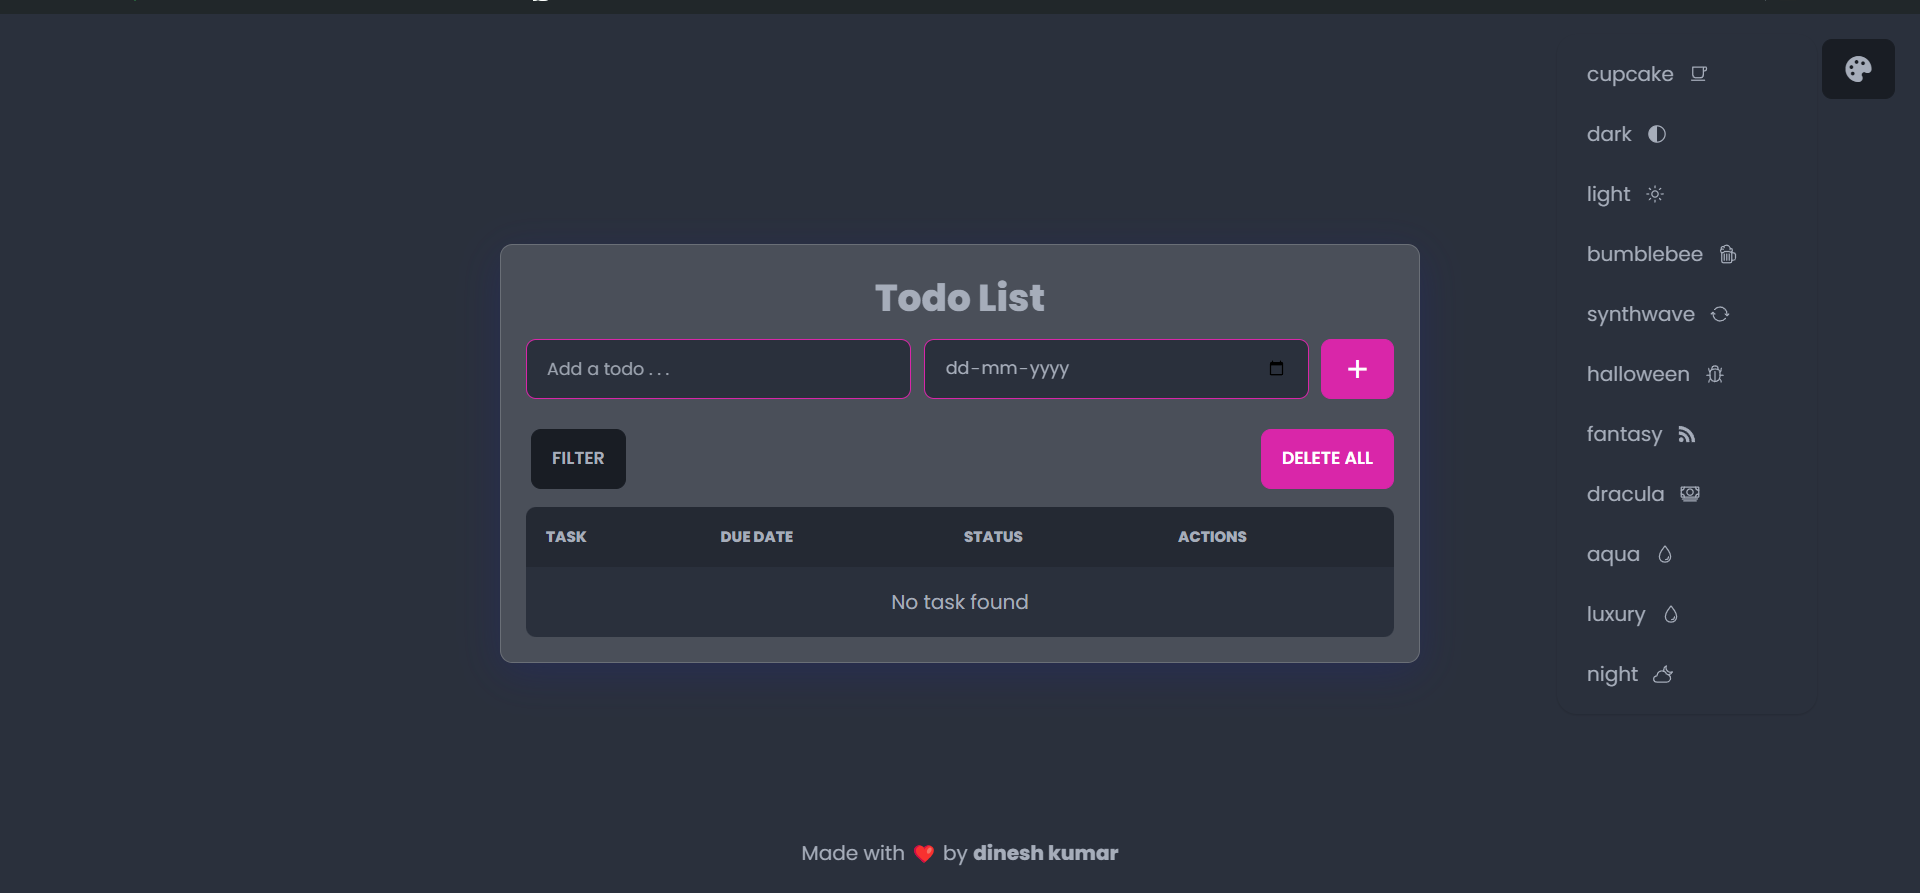 cupcake
dark
light
bumblebee
synthwave
halloween
fantasy
dracula
aqua
luxury
night
Todo List
Add a todo . . .
dd-mm-yyyy
+
FILTER
DELETE ALL
TASK DUE DATE STATUS ACTIONS
No task found
Made with ❤️ by dinesh kumar